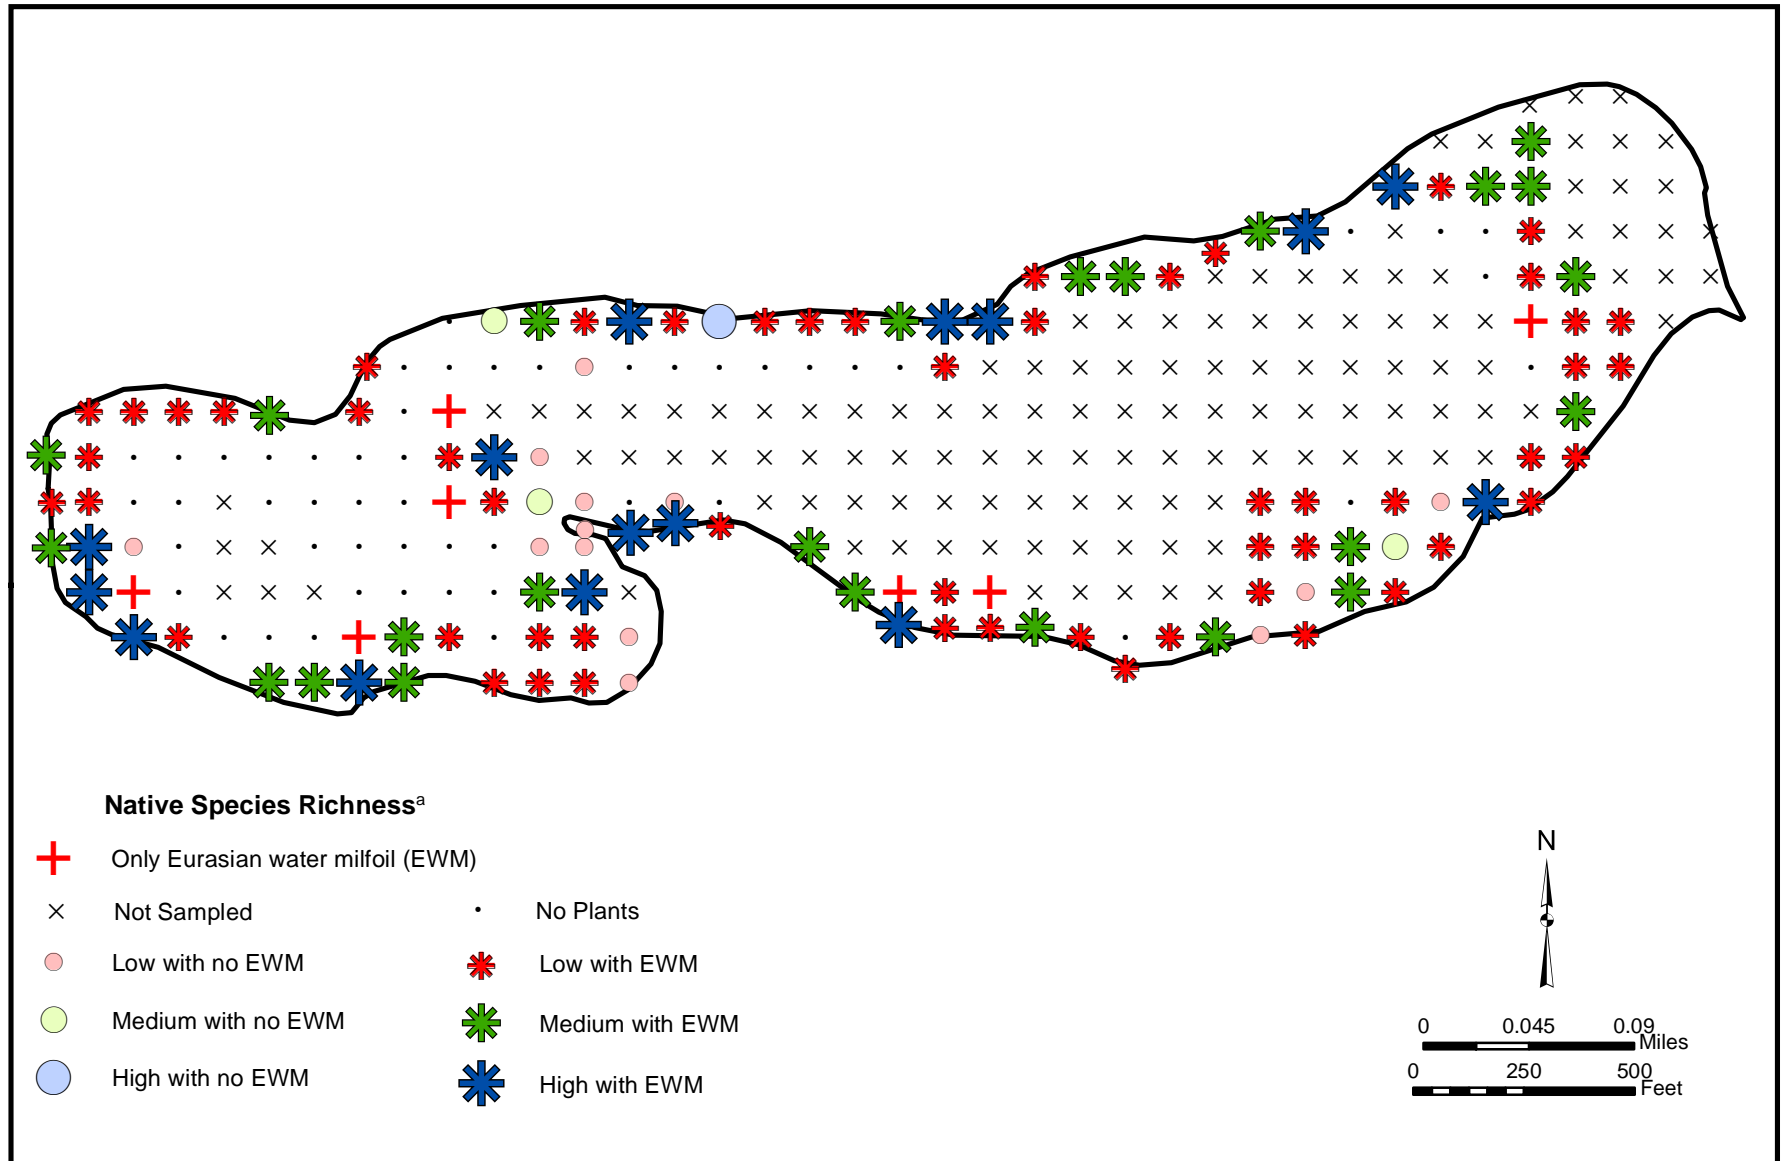 Native Species Richnessa
Only Eurasian water milfoil (EWM)
Not Sampled
No Plants
Low with no EWM
Low with EWM
Medium with no EWM
Medium with EWM
High with no EWM
High with EWM
N
0 0.045 0.09
Miles
0 250 500
Feet